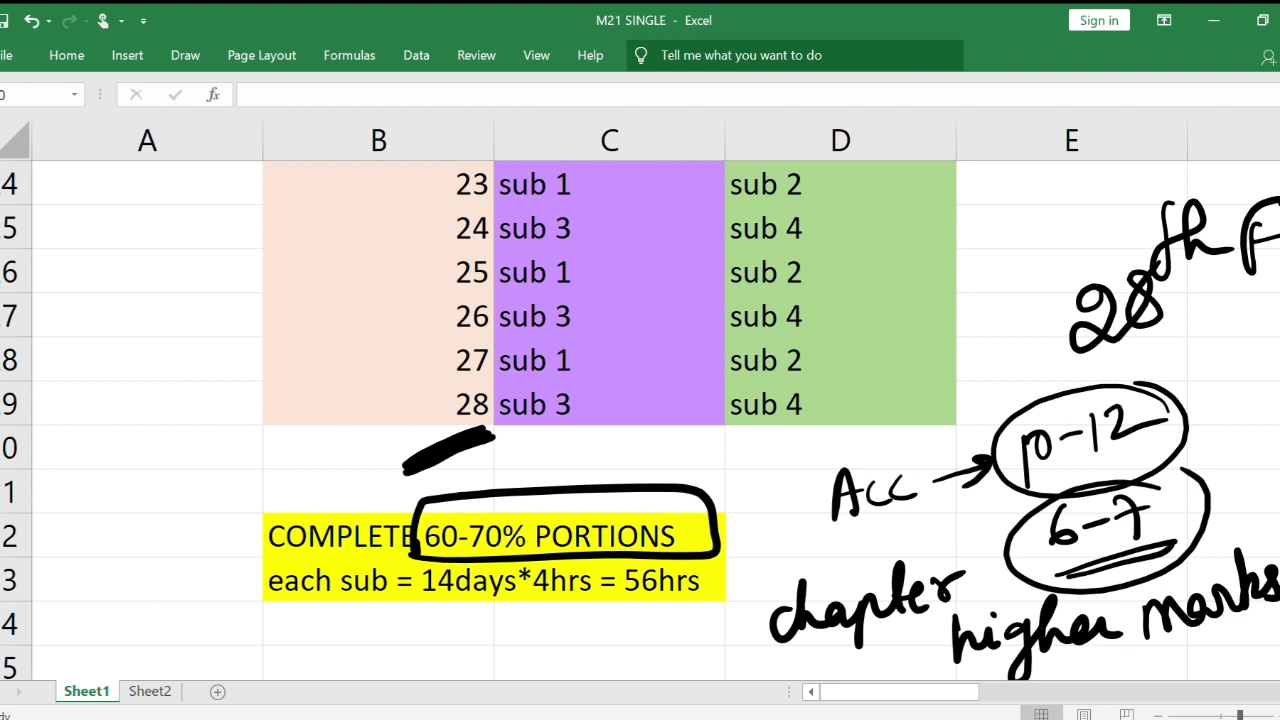 M21 SINGLE - Excel
Sign in
Home Insert Draw Page Layout Formulas Data Review View Help Tell me what you want to do
fx
A B C D E
23 sub 1 sub 2
24 sub 3 sub 4
25 sub 1 sub 2
26 sub 3 sub 4
27 sub 1 sub 2
28 sub 3 sub 4
28th
10-12
Acc
6-7
COMPLETE 60-70% PORTIONS
each sub = 14days*4hrs = 56hrs
chapter
higher marks
Sheet1 Sheet2